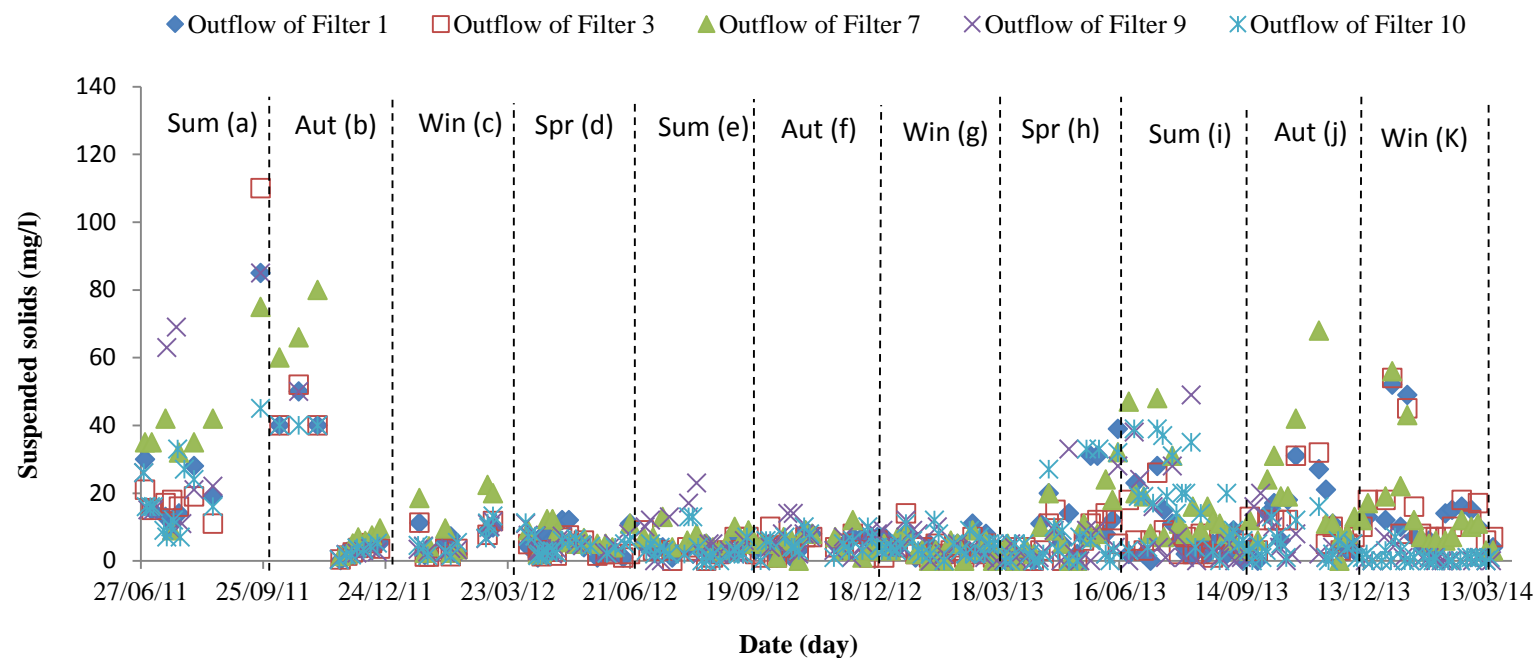 Outflow of Filter 1 Outflow of Filter 3 Outflow of Filter 7 Outflow of Filter 9 Outflow of Filter 10
140
120
100
80
60
40
20
0
Suspended solids (mg/l)
Sum (a) Aut (b) Win (c) Spr (d) Sum (e) Aut (f) Win (g) Spr (h) Sum (i) Aut (j) Win (K)
27/06/11 25/09/11 24/12/11 23/03/12 21/06/12 19/09/12 18/12/12 18/03/13 16/06/13 14/09/13 13/12/13 13/03/14
Date (day)